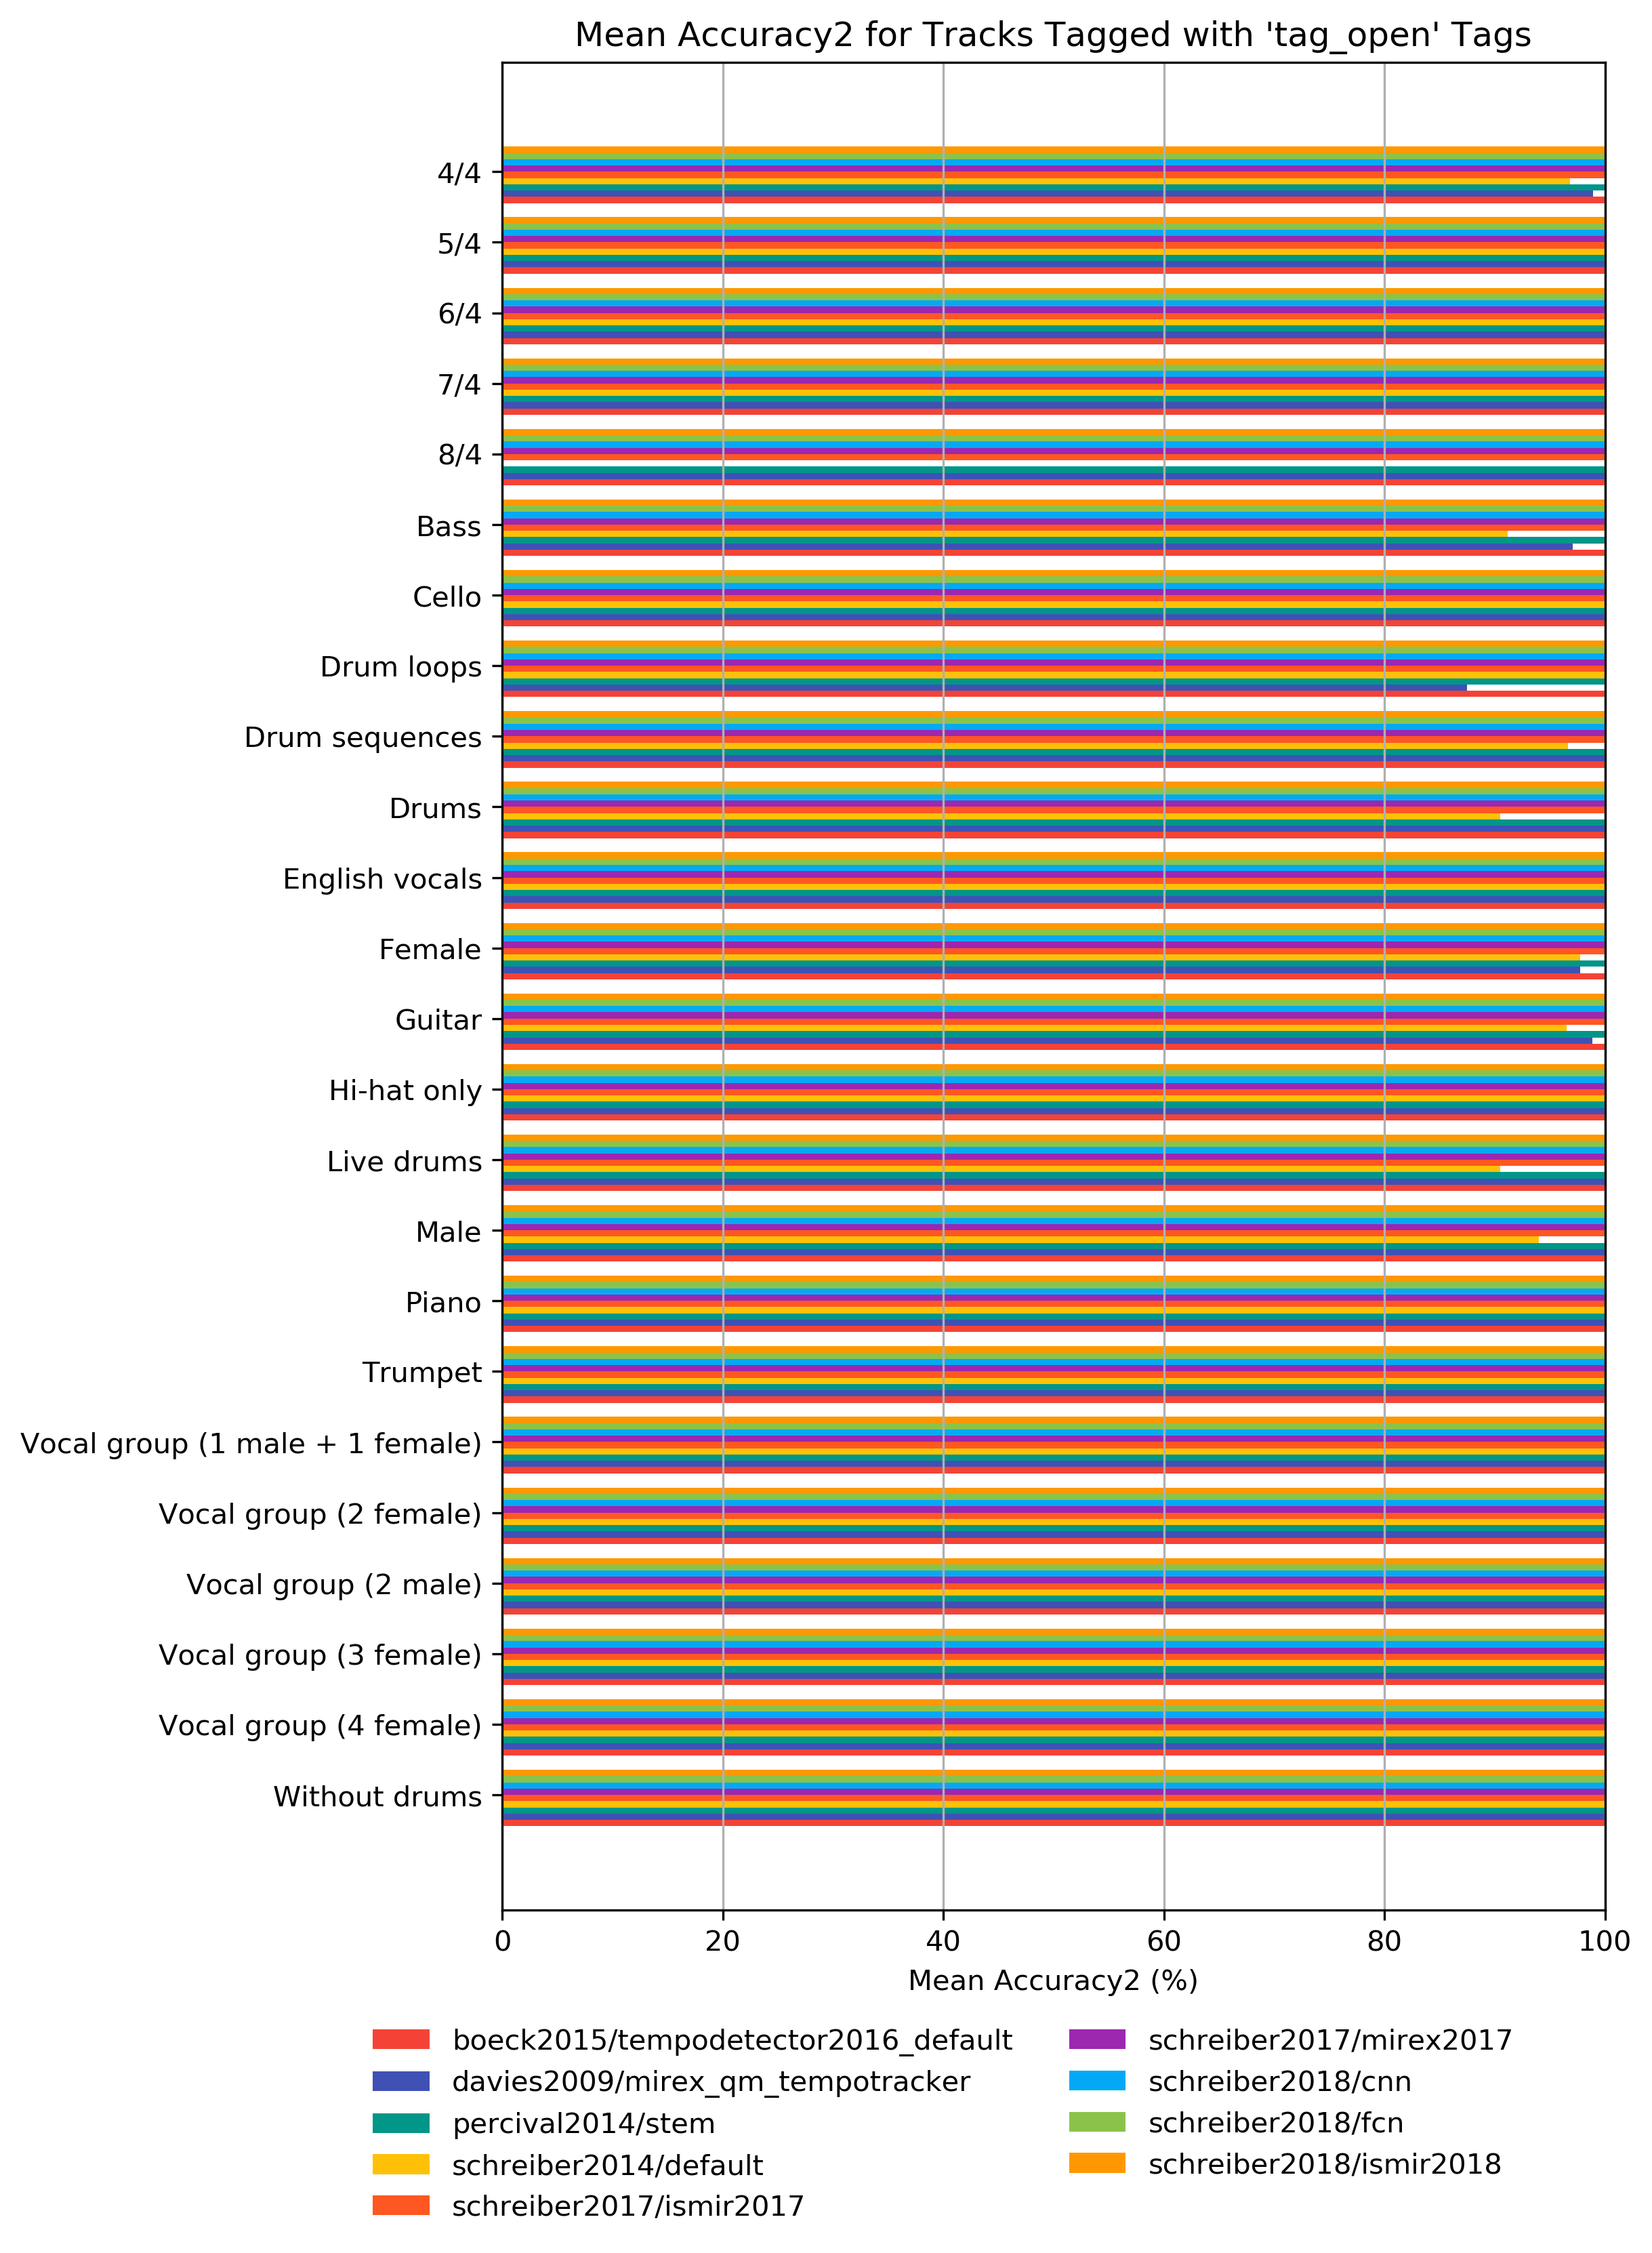 Mean Accuracy2 for Tracks Tagged with 'tag_open' Tags
4/4
5/4
6/4
7/4
8/4
Bass
Cello
Drum loops
Drum sequences
Drums
English vocals
Female
Guitar
Hi-hat only
Live drums
Male
Piano
Trumpet
Vocal group (1 male + 1 female)
Vocal group (2 female)
Vocal group (2 male)
Vocal group (3 female)
Vocal group (4 female)
Without drums
0 20 40 60 80 100
Mean Accuracy2 (%)
boeck2015/tempodetector2016_default
davies2009/mirex_qm_tempotracker
percival2014/stem
schreiber2014/default
schreiber2017/ismir2017
schreiber2017/mirex2017
schreiber2018/cnn
schreiber2018/fcn
schreiber2018/ismir2018